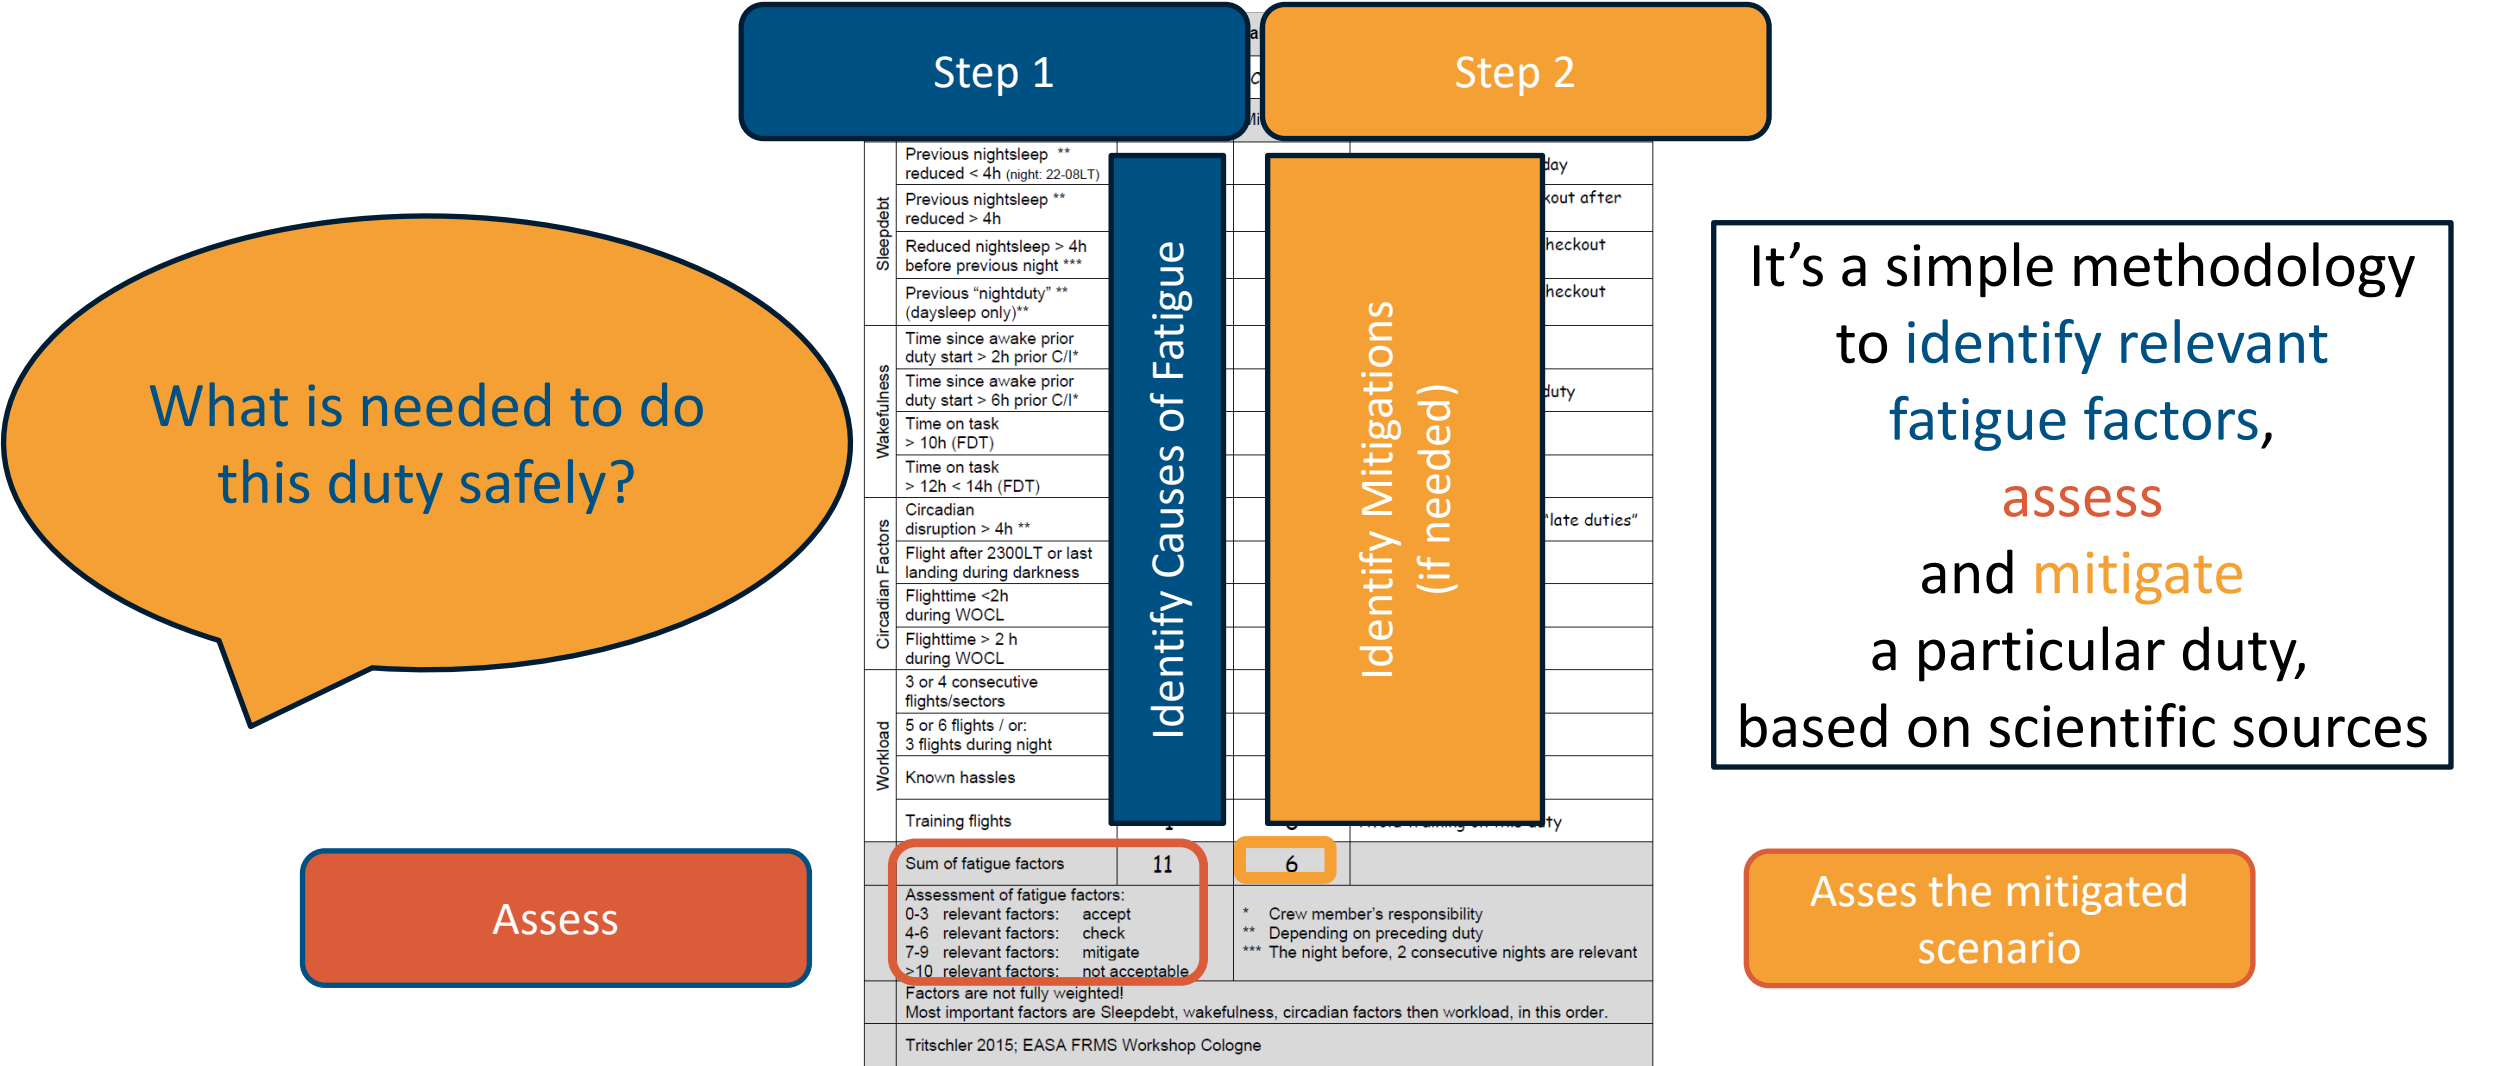 Step 1
Step 2
What is needed to do
this duty safely?
Sleepdebt
Previous nightsleep **
reduced < 4h (night: 22-08LT)
day
Previous nightsleep **
reduced > 4h
kout after
Reduced nightsleep > 4h
before previous night ***
heckout
Previous “nightduty” **
(daysleep only)**
heckout
Wakefulness
Time since awake prior
duty start > 2h prior C/I*
Time since awake prior
duty start > 6h prior C/I*
duty
Time on task
> 10h (FDT)
Time on task
> 12h < 14h (FDT)
Circadian Factors
Circadian
disruption > 4h **
“late duties”
Flight after 2300LT or last
landing during darkness
Flighttime <2h
during WOCL
Flighttime > 2 h
during WOCL
Workload
3 or 4 consecutive
flights/sectors
5 or 6 flights / or:
3 flights during night
Known hassles
Training flights
Identify Causes of Fatigue
Identify Mitigations
(if needed)
Sum of fatigue factors 11 6
Assessment of fatigue factors:
0-3 relevant factors: accept
4-6 relevant factors: check
7-9 relevant factors: mitigate
>10 relevant factors: not acceptable
* Crew member’s responsibility
** Depending on preceding duty
*** The night before, 2 consecutive nights are relevant
Factors are not fully weighted!
Most important factors are Sleepdebt, wakefulness, circadian factors then workload, in this order.
Tritschler 2015; EASA FRMS Workshop Cologne
Assess
It’s a simple methodology
to identify relevant
fatigue factors,
assess
and mitigate
a particular duty,
based on scientific sources
Asses the mitigated
scenario